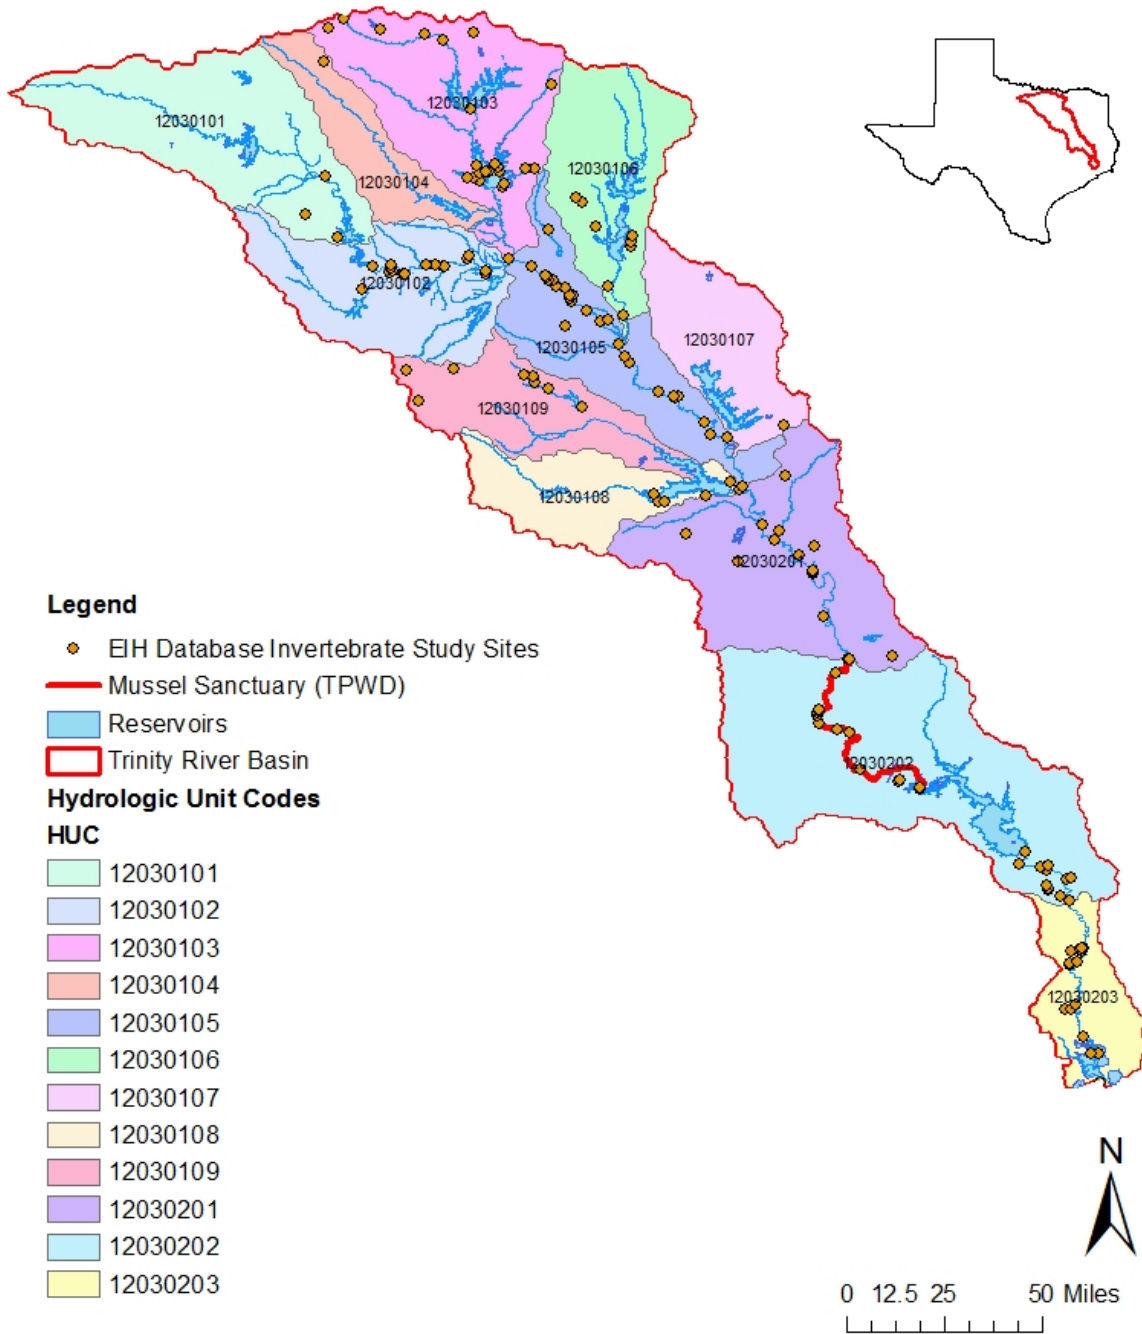 12030103
12030101
12030106
12030104
12030102
12030107
12030105
12030109
12030108
12030201
Legend
EIH Database Invertebrate Study Sites
Mussel Sanctuary (TPWD)
Reservoirs
Trinity River Basin
12030202
Hydrologic Unit Codes
HUC
12030101
12030102
12030103
12030104
12030203
12030105
12030106
12030107
12030108
12030109
12030201
12030202
12030203
N
0 12.5 25 50 Miles